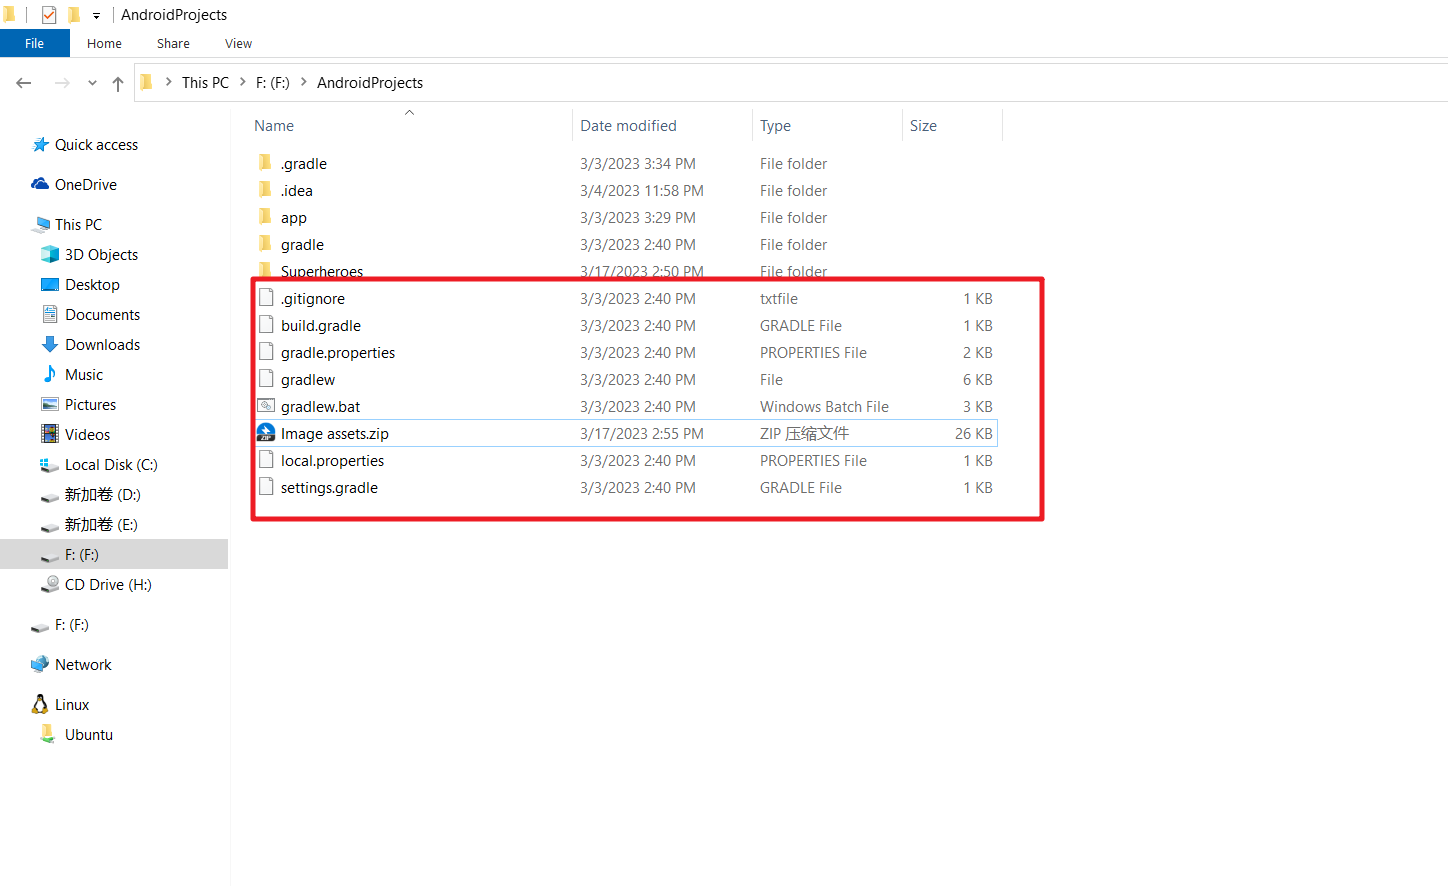 AndroidProjects
File Home Share View
This PC F: (F:) AndroidProjects
Name Date modified Type Size
Quick access
OneDrive
This PC
3D Objects
Desktop
Documents
Downloads
Music
Pictures
Videos
Local Disk (C:)
新加卷 (D:)
新加卷 (E:)
F: (F:)
CD Drive (H:)
F: (F:)
Network
Linux
Ubuntu
.gradle 3/3/2023 3:34 PM File folder
.idea 3/4/2023 11:58 PM File folder
app 3/3/2023 3:29 PM File folder
gradle 3/3/2023 2:40 PM File folder
Superheroes 3/17/2023 2:50 PM File folder
.gitignore 3/3/2023 2:40 PM txtfile 1 KB
build.gradle 3/3/2023 2:40 PM GRADLE File 1 KB
gradle.properties 3/3/2023 2:40 PM PROPERTIES File 2 KB
gradlew 3/3/2023 2:40 PM File 6 KB
gradlew.bat 3/3/2023 2:40 PM Windows Batch File 3 KB
ZIP Image assets.zip 3/17/2023 2:55 PM ZIP 压缩文件 26 KB
local.properties 3/3/2023 2:40 PM PROPERTIES File 1 KB
settings.gradle 3/3/2023 2:40 PM GRADLE File 1 KB